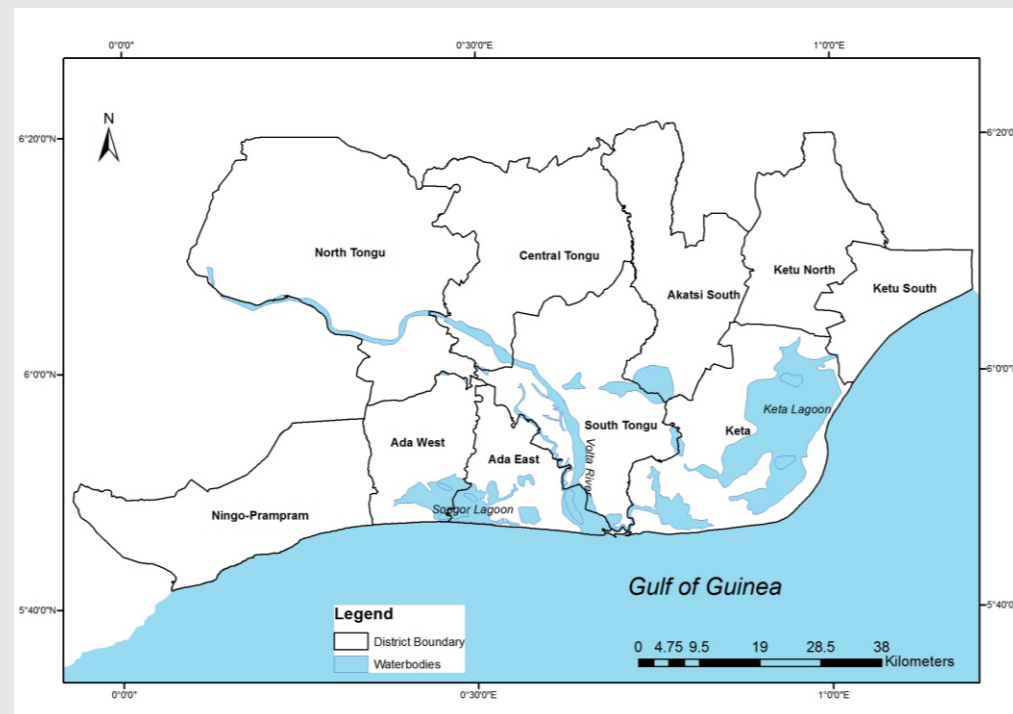 0°0'0"
0°30'0"E
1°0'0"E
N
6°20'0"N
6°20'0
North Tongu
Central Tongu
Ketu North
Akatsi South
Ketu South
6°0'0"N
6°0'0"N
Keta Lagoon
South Tongu
Keta
Ada West
Volta River
Ada East
Songor Lagoon
Ningo-Prampram
Gulf of Guinea
5°40'0"N
5°40'0
Legend
District Boundary
Waterbodies
0 4.75 9.5 19 28.5 38
Kilometers
0°0'0"
0°30'0"E
1°0'0"E